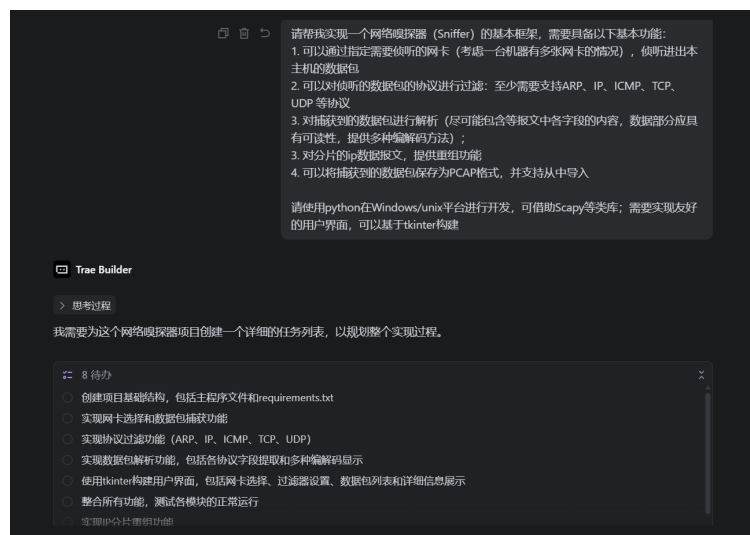 请帮我实现一个网络嗅探器（Sniffer）的基本框架，需要具备以下基本功能：
1. 可以通过指定需要侦听的网卡（考虑一台机器有多张网卡的情况），侦听进出本
主机的数据包
2. 可以对侦听的数据包的协议进行过滤：至少需要支持ARP、IP、ICMP、TCP、
UDP 等协议
3. 对捕获到的数据包进行解析（尽可能包含等报文中各字段的内容，数据部分应具
有可读性，提供多种编解码方法）；
3. 对分片的ip数据报文，提供重组功能
4. 可以将捕获到的数据包保存为PCAP格式，并支持从中导入
请使用python在Windows/unix平台进行开发，可借助Scapy等类库；需要实现友好
的用户界面，可以基于tkinter构建
Trae Builder
思考过程
我需要为这个网络嗅探器项目创建一个详细的任务列表，以规划整个实现过程。
8 待办
创建项目基础结构，包括主程序文件和requirements.txt
实现网卡选择和数据包捕获功能
实现协议过滤功能（ARP、IP、ICMP、TCP、UDP）
实现数据包解析功能，包括各协议字段提取和多种编解码显示
使用tkinter构建用户界面，包括网卡选择、过滤器设置、数据包列表和详细信息展示
整合所有功能，测试各模块的正常运行
实现IP分片重组功能